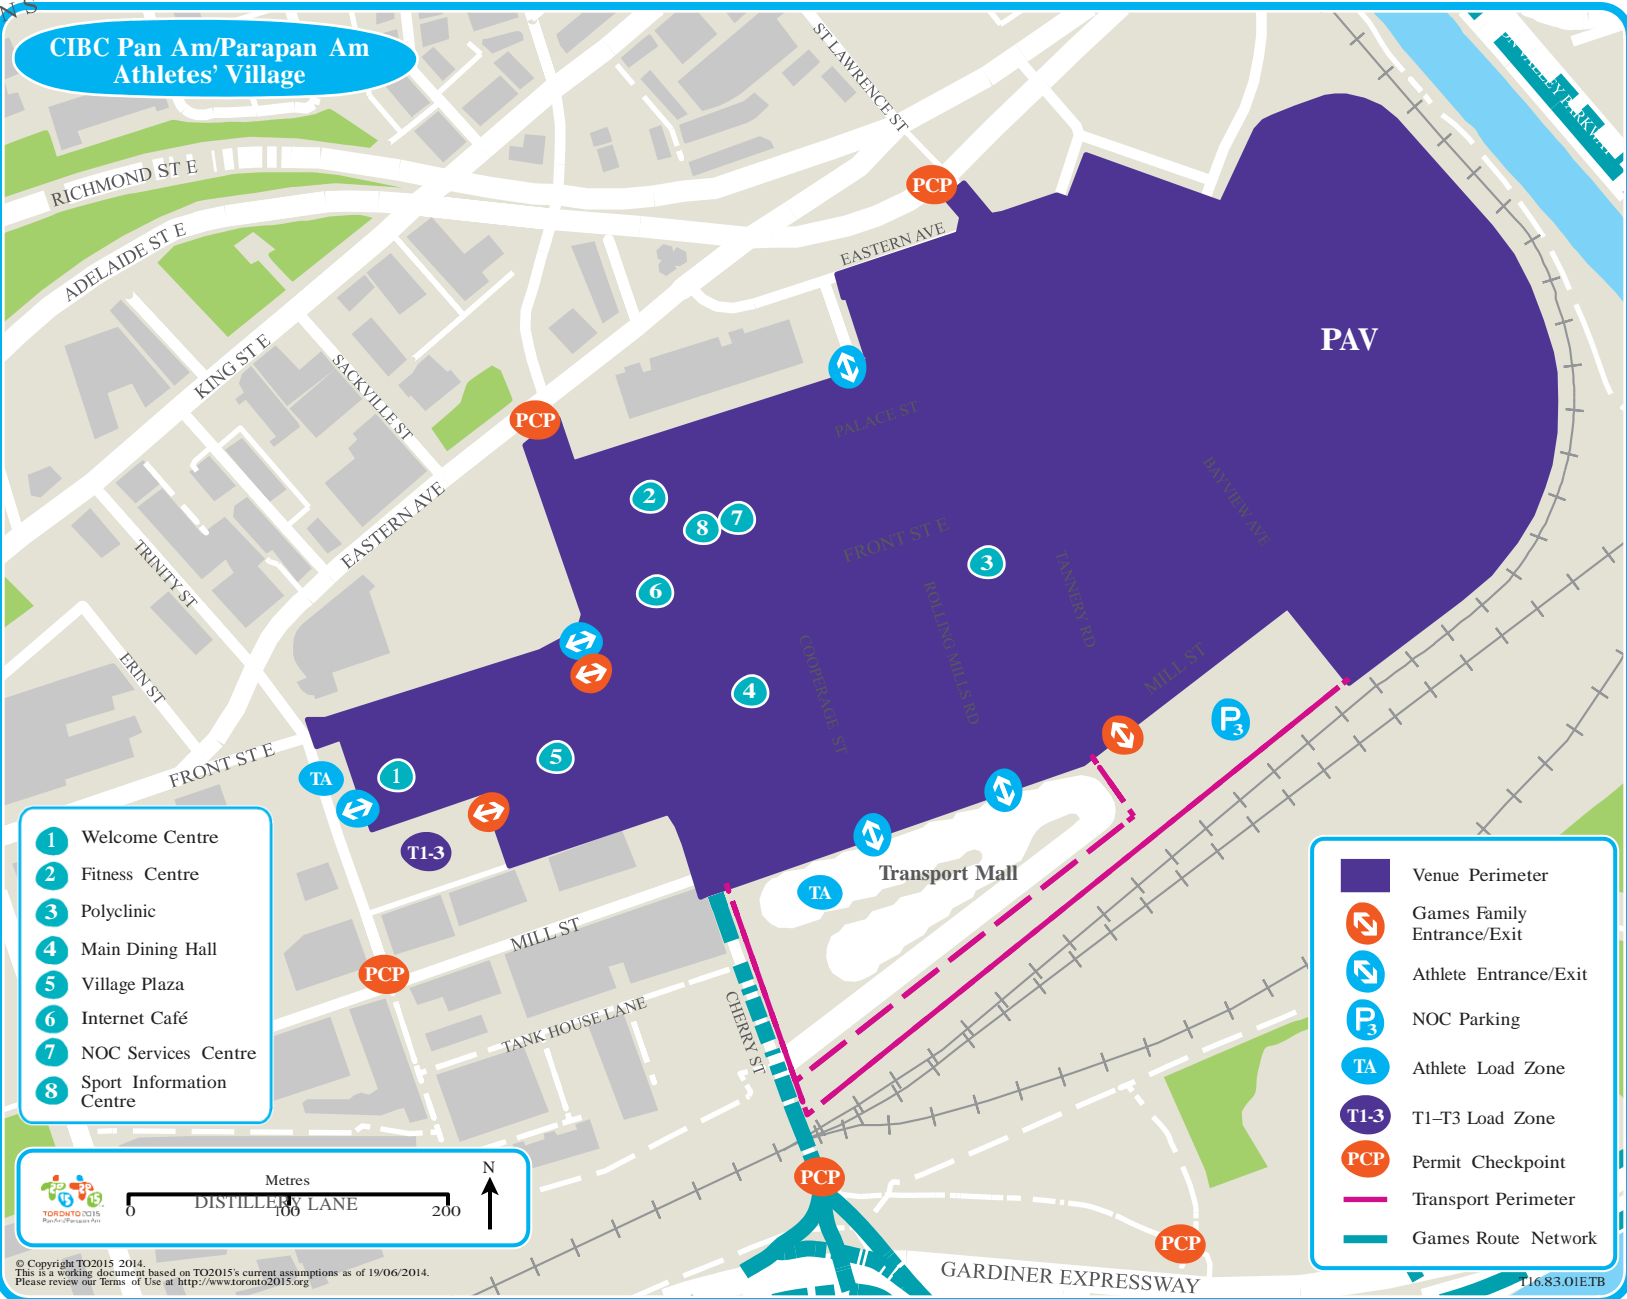 CIBC Pan Am/Parapan Am
Athletes' Village
ST LAWRENCE ST
RICHMOND ST E
ADELAIDE ST E
KING ST E
SACKVILLE ST
EASTERN AVE
PCP
EASTERN AVE
PAV
PCP
PALACE ST
BAYVIEW AVE
2
8
7
FRONT ST E
3
TANNERY RD
TRINITY ST
6
ROLLING MILLS RD
ERIN ST
COOPERAGE ST
MILL ST
4
P3
FRONT ST E
TA
1
5
T1-3
Transport Mall
TA
MILL ST
PCP
TANK HOUSE LANE
CHERRY ST
PCP
PCP
GARDINER EXPRESSWAY
1 Welcome Centre
2 Fitness Centre
3 Polyclinic
4 Main Dining Hall
5 Village Plaza
6 Internet Café
7 NOC Services Centre
8 Sport Information
Centre
Venue Perimeter
Games Family
Entrance/Exit
Athlete Entrance/Exit
P3 NOC Parking
TA Athlete Load Zone
T1-3 T1–T3 Load Zone
PCP Permit Checkpoint
Transport Perimeter
Games Route Network
TORONTO2015
Pan Am/Parapan Am
Metres
0 100 200
DISTILLERY LANE
N
© Copyright TO2015 2014.
This is a working document based on TO2015's current assumptions as of 19/06/2014.
Please review our Terms of Use at http://www.toronto2015.org
T16.83.01E.TB